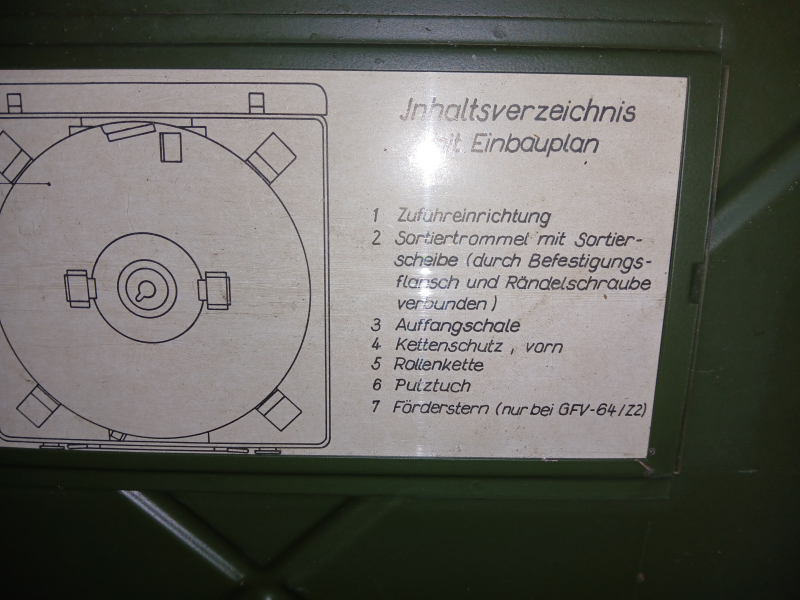 Inhaltsverzeichnis
mit Einbauplan
1 Zuführeinrichtung
2 Sortiertrommel mit Sortier-
scheibe (durch Befestigungs-
flansch und Rändelschraube
verbunden)
3 Auffangschale
4 Kettenschutz, vorn
5 Rollenkette
6 Putztuch
7 Förderstern (nur bei GFV-64/Z2)